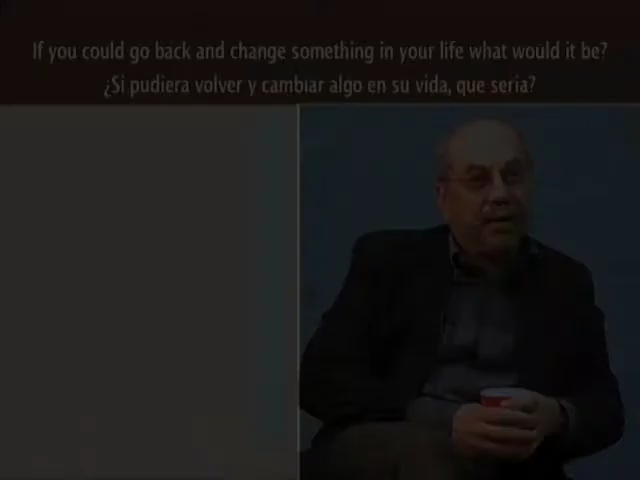 If you could go back and change something in your life what would it be?
¿Si pudiera volver y cambiar algo en su vida, que seria?